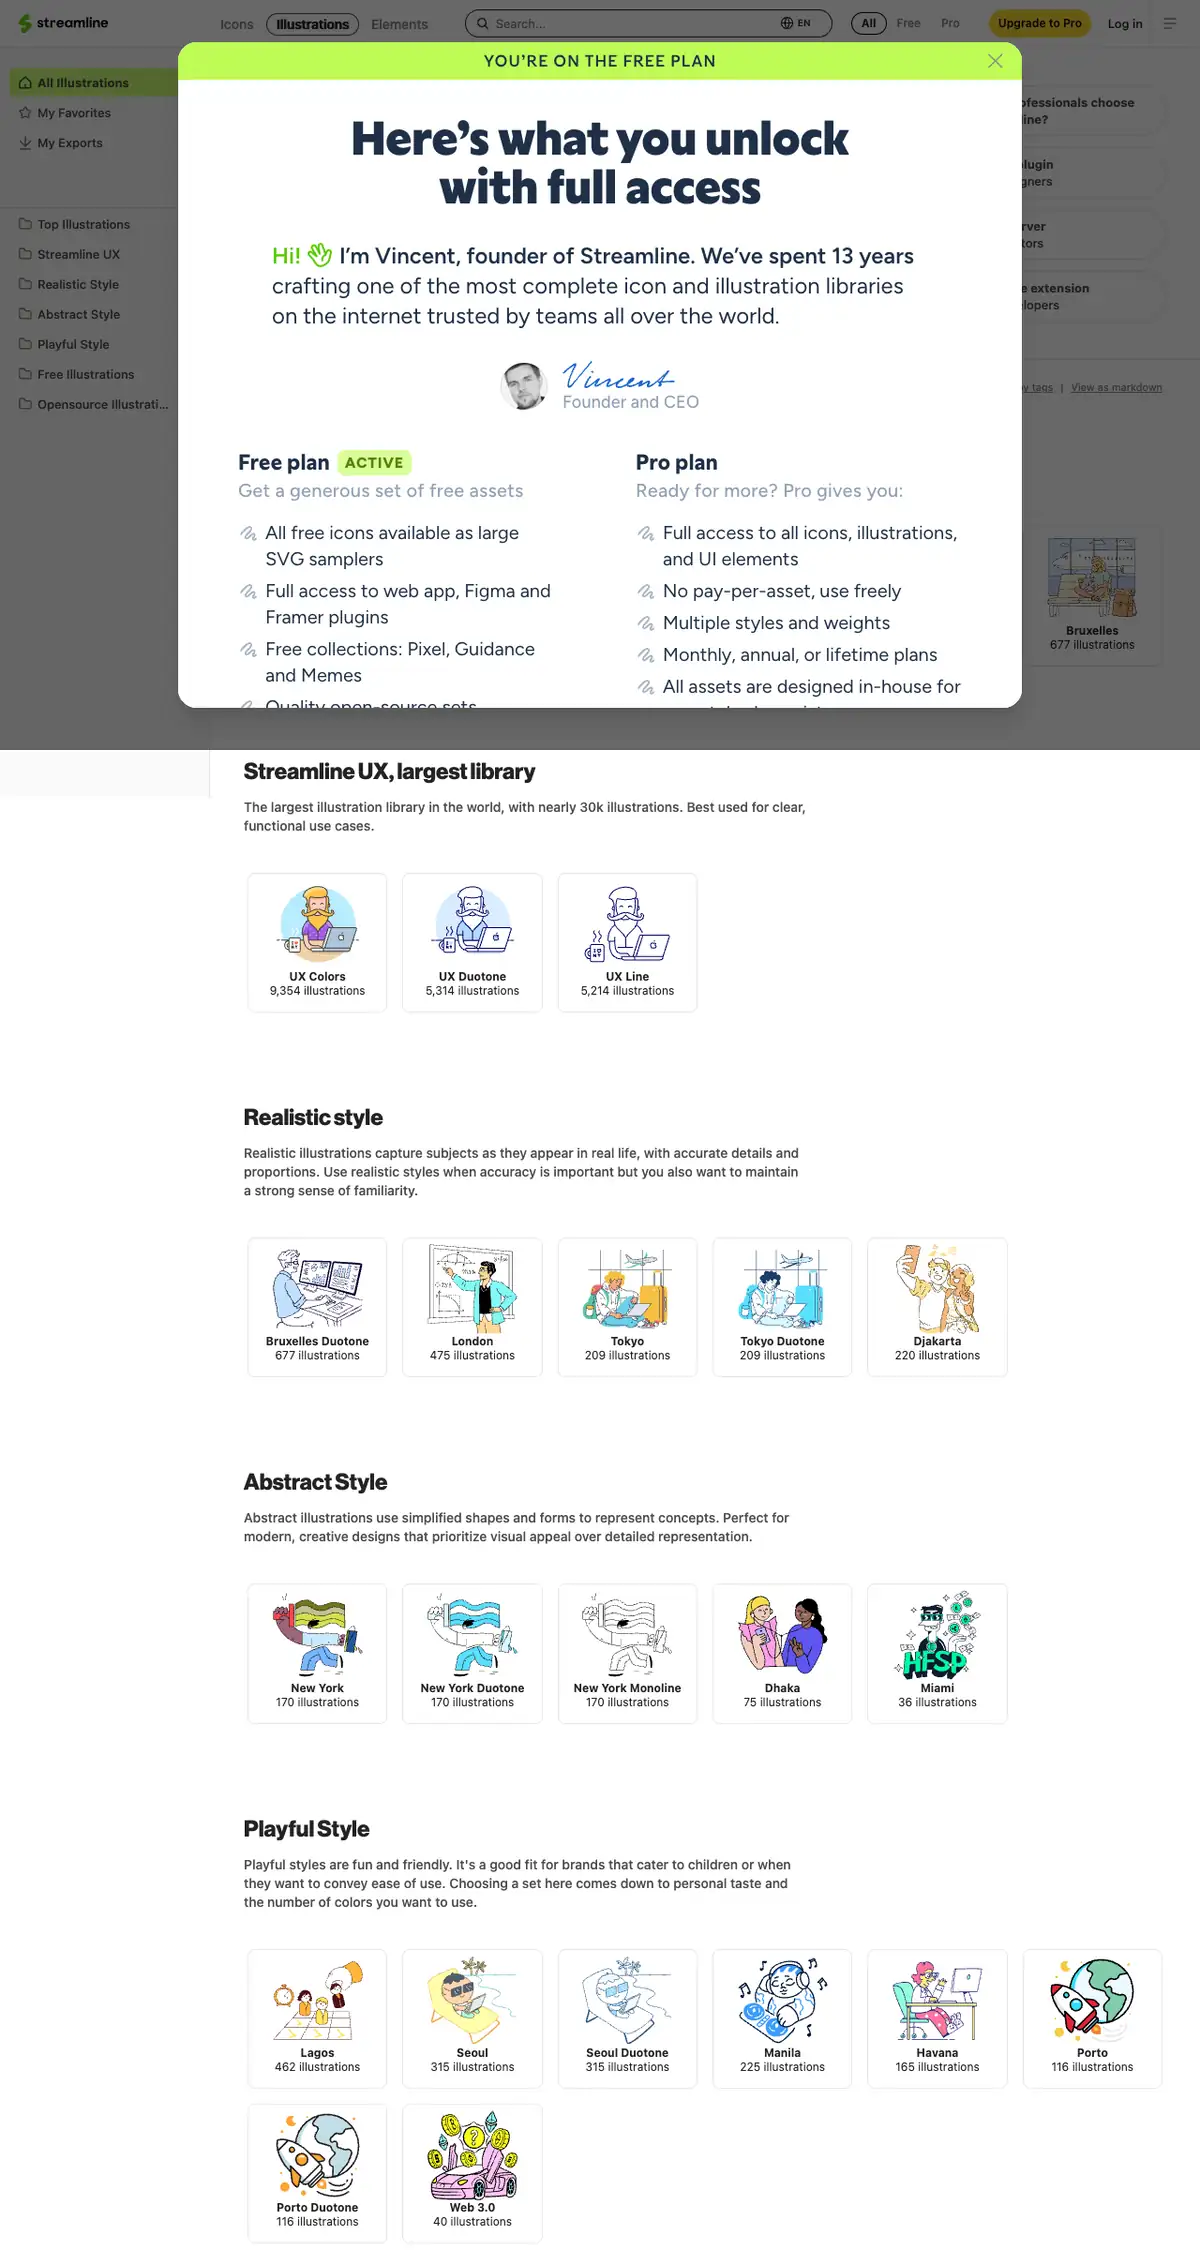 streamline
Icons
Illustrations
Elements
Search...
EN
All
Free
Pro
Upgrade to Pro
Log in
All Illustrations
My Favorites
My Exports
Top Illustrations
Streamline UX
Realistic Style
Abstract Style
Playful Style
Free Illustrations
Opensource Illustrati...
YOU'RE ON THE FREE PLAN
Here's what you unlock
with full access
Hi! I'm Vincent, founder of Streamline. We've spent 13 years
crafting one of the most complete icon and illustration libraries
on the internet trusted by teams all over the world.
Vincent
Founder and CEO
Free plan ACTIVE
Get a generous set of free assets
All free icons available as large
SVG samplers
Full access to web app, Figma and
Framer plugins
Free collections: Pixel, Guidance
and Memes
Quality open-source sets
Pro plan
Ready for more? Pro gives you:
Full access to all icons, illustrations,
and UI elements
No pay-per-asset, use freely
Multiple styles and weights
Monthly, annual, or lifetime plans
All assets are designed in-house for
ofessionals choose
line?
plugin
gners
rver
tors
e extension
lopers
y tags | View as markdown
Bruxelles
677 illustrations
Streamline UX, largest library
The largest illustration library in the world, with nearly 30k illustrations. Best used for clear,
functional use cases.
UX Colors
9,354 illustrations
UX Duotone
5,314 illustrations
UX Line
5,214 illustrations
Realistic style
Realistic illustrations capture subjects as they appear in real life, with accurate details and
proportions. Use realistic styles when accuracy is important but you also want to maintain
a strong sense of familiarity.
Bruxelles Duotone
677 illustrations
London
475 illustrations
Tokyo
209 illustrations
Tokyo Duotone
209 illustrations
Djakarta
220 illustrations
Abstract Style
Abstract illustrations use simplified shapes and forms to represent concepts. Perfect for
modern, creative designs that prioritize visual appeal over detailed representation.
New York
170 illustrations
New York Duotone
170 illustrations
New York Monoline
170 illustrations
Dhaka
75 illustrations
HFSP
Miami
36 illustrations
Playful Style
Playful styles are fun and friendly. It's a good fit for brands that cater to children or when
they want to convey ease of use. Choosing a set here comes down to personal taste and
the number of colors you want to use.
Lagos
462 illustrations
Seoul
315 illustrations
Seoul Duotone
315 illustrations
Manila
225 illustrations
Havana
165 illustrations
Porto
116 illustrations
Porto Duotone
116 illustrations
Web 3.0
40 illustrations